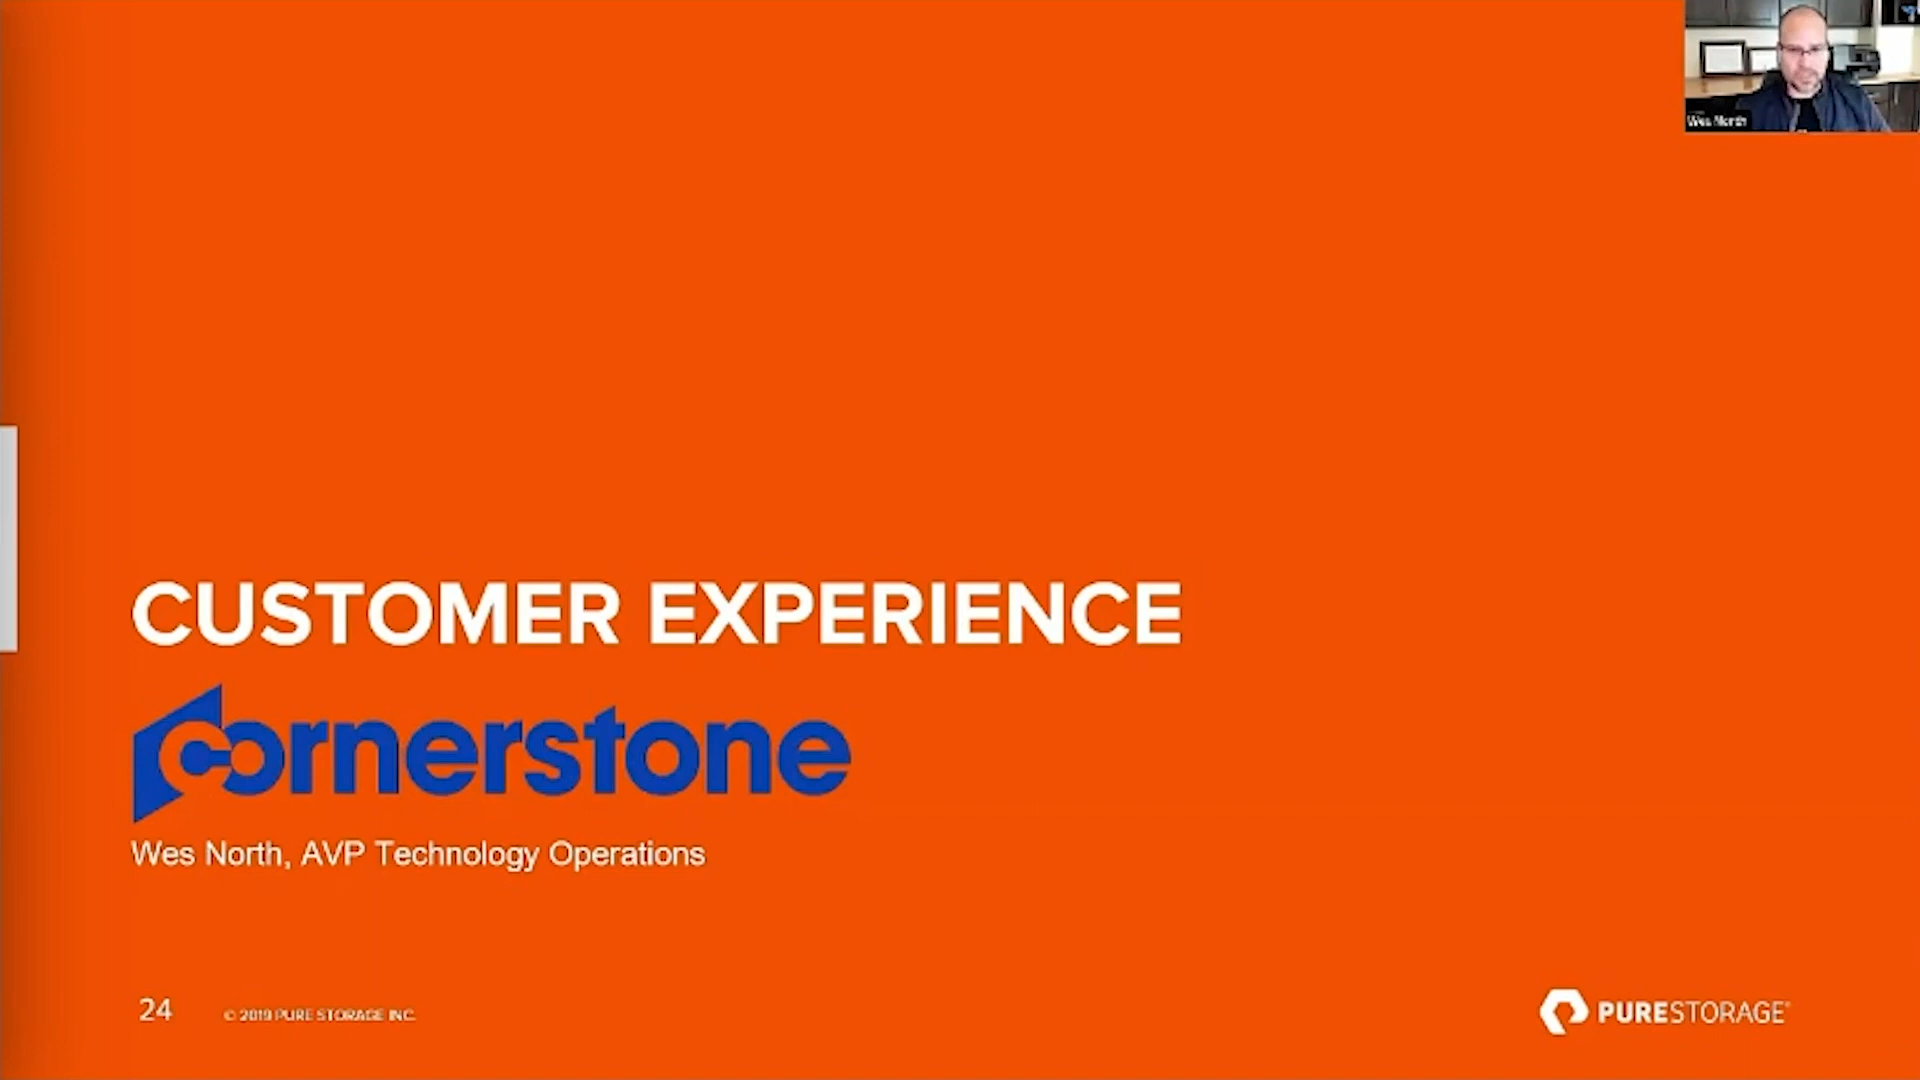 Wes North
CUSTOMER EXPERIENCE
cornerstone
Wes North, AVP Technology Operations
24
© 2019 PURE STORAGE INC.
PURESTORAGE®